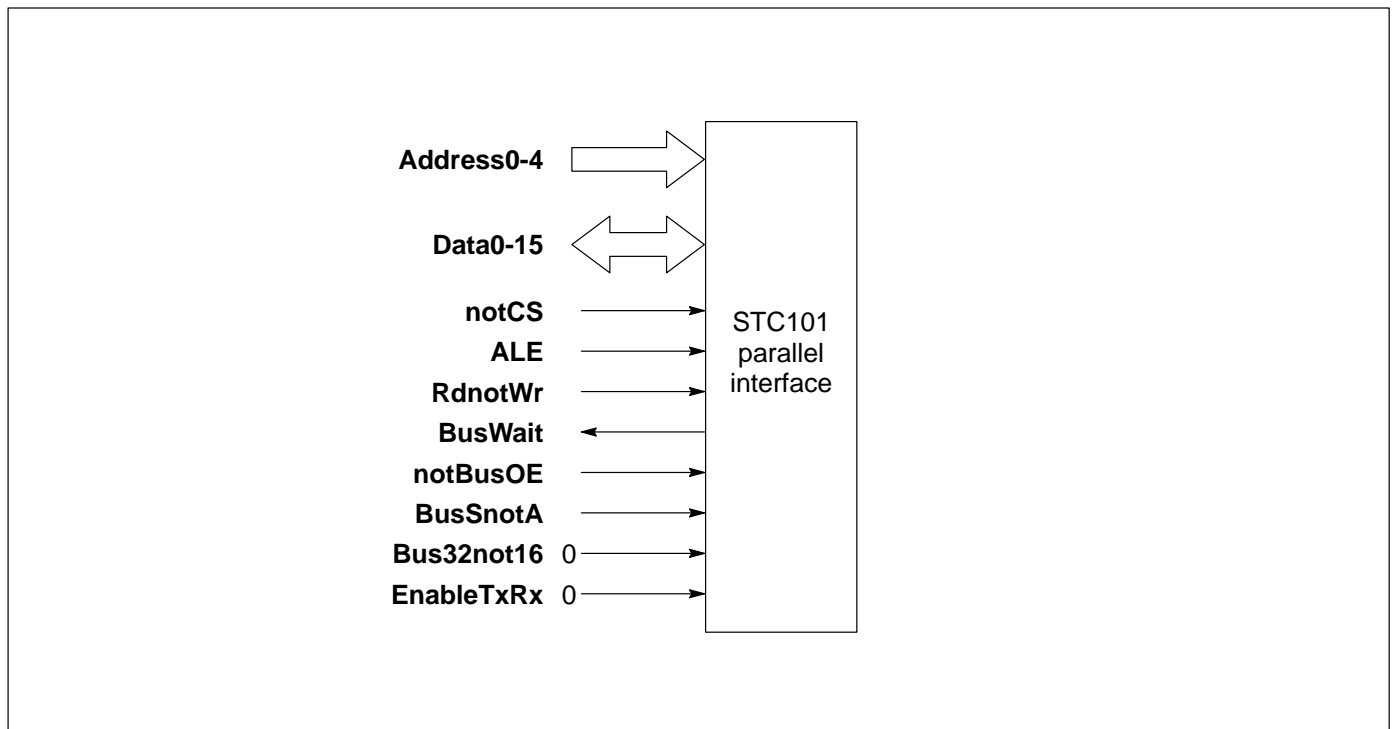 Address0-4
Data0-15
notCS
ALE
RdnotWr
BusWait
notBusOE
BusSnotA
Bus32not16 0
EnableTxRx 0
STC101
parallel
interface